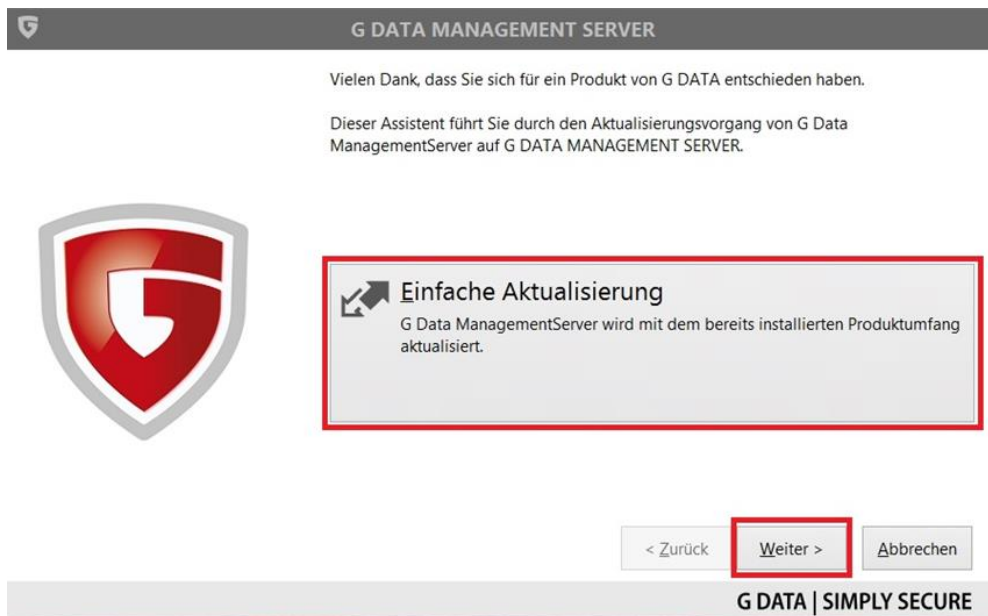 G DATA MANAGEMENT SERVER
Vielen Dank, dass Sie sich für ein Produkt von G DATA entschieden haben.
Dieser Assistent führt Sie durch den Aktualisierungsvorgang von G Data
ManagementServer auf G DATA MANAGEMENT SERVER.
Einfache Aktualisierung
G Data ManagementServer wird mit dem bereits installierten Produktumfang
aktualisiert.
< Zurück
Weiter >
Abbrechen
G DATA | SIMPLY SECURE